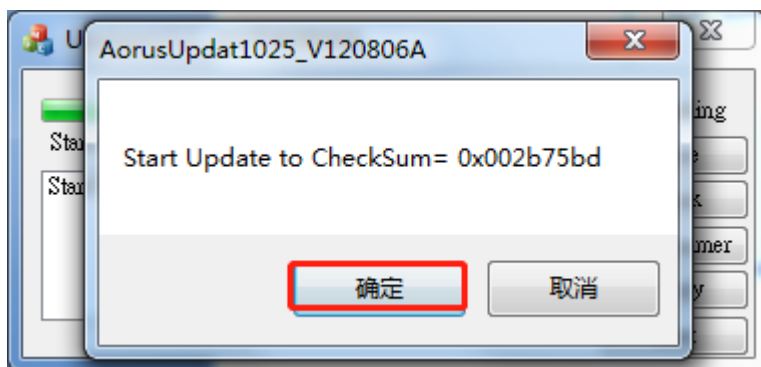 AorusUpdat1025_V120806A
Start Update to CheckSum= 0x002b75bd
确定
取消